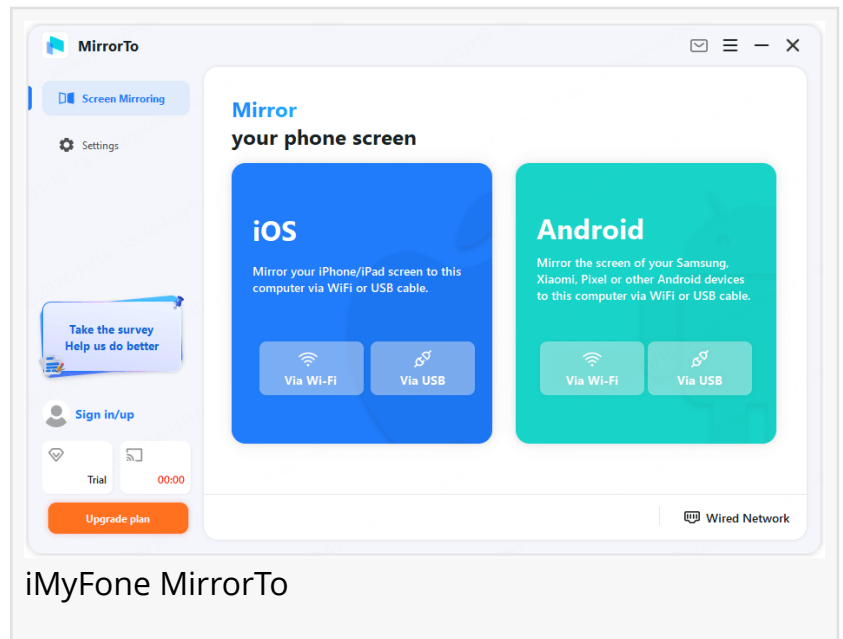 MirrorTo
Screen Mirroring
Settings
Take the survey
Help us do better
Sign in/up
Trial
00:00
Upgrade plan
Mirror
your phone screen
iOS
Mirror your iPhone/iPad screen to this
computer via WiFi or USB cable.
Via Wi-Fi
Via USB
Android
Mirror the screen of your Samsung,
Xiaomi, Pixel or other Android devices
to this computer via WiFi or USB cable.
Via Wi-Fi
Via USB
Wired Network
iMyFone MirrorTo